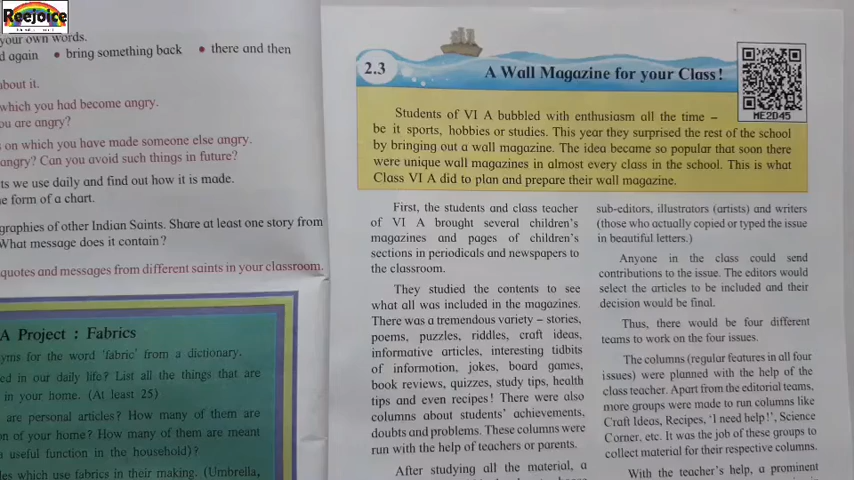 Reejoice
your own words.
d again • bring something back • there and then
about it.
which you had become angry.
ou are angry?
s on which you have made someone else angry.
angry? Can you avoid such things in future?
ts we use daily and find out how it is made.
e form of a chart.
graphies of other Indian Saints. Share at least one story from
What message does it contain?
quotes and messages from different saints in your classroom.
A Project : Fabrics
yms for the word 'fabric' from a dictionary.
ed in our daily life? List all the things that are
in your home. (At least 25)
are personal articles? How many of them are
on of your home? How many of them are meant
a useful function in the household)?
les which use fabrics in their making. (Umbrella,
2.3
A Wall Magazine for your Class!
ME2D45
Students of VI A bubbled with enthusiasm all the time –
be it sports, hobbies or studies. This year they surprised the rest of the school
by bringing out a wall magazine. The idea became so popular that soon there
were unique wall magazines in almost every class in the school. This is what
Class VI A did to plan and prepare their wall magazine.
First, the students and class teacher
of VI A brought several children's
magazines and pages of children's
sections in periodicals and newspapers to
the classroom.
They studied the contents to see
what all was included in the magazines.
There was a tremendous variety – stories,
poems, puzzles, riddles, craft ideas,
informative articles, interesting tidbits
of information, jokes, board games,
book reviews, quizzes, study tips, health
tips and even recipes! There were also
columns about students' achievements,
doubts and problems. These columns were
run with the help of teachers or parents.
After studying all the material, a
sub-editors, illustrators (artists) and writers
(those who actually copied or typed the issue
in beautiful letters.)
Anyone in the class could send
contributions to the issue. The editors would
select the articles to be included and their
decision would be final.
Thus, there would be four different
teams to work on the four issues.
The columns (regular features in all four
issues) were planned with the help of the
class teacher. Apart from the editorial teams,
more groups were made to run columns like
Craft Ideas, Recipes, 'I need help!', Science
Corner, etc. It was the job of these groups to
collect material for their respective columns.
With the teacher's help, a prominent